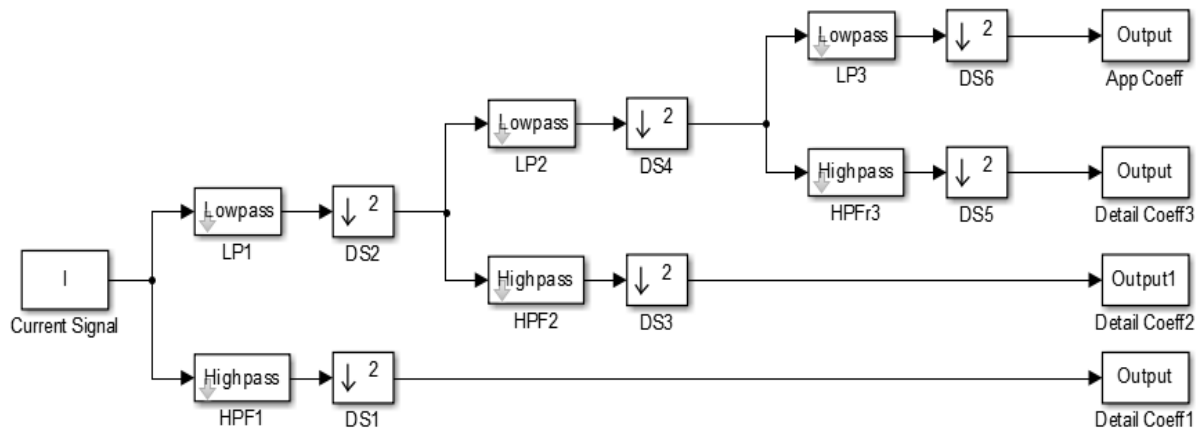 Lowpass
LP3
2
DS6
Output
App Coeff
Lowpass
LP2
2
DS4
Highpass
HPFr3
2
DS5
Output
Detail Coeff3
Lowpass
LP1
2
DS2
I
Current Signal
Highpass
HPF2
2
DS3
Output1
Detail Coeff2
Highpass
HPF1
2
DS1
Output
Detail Coeff1